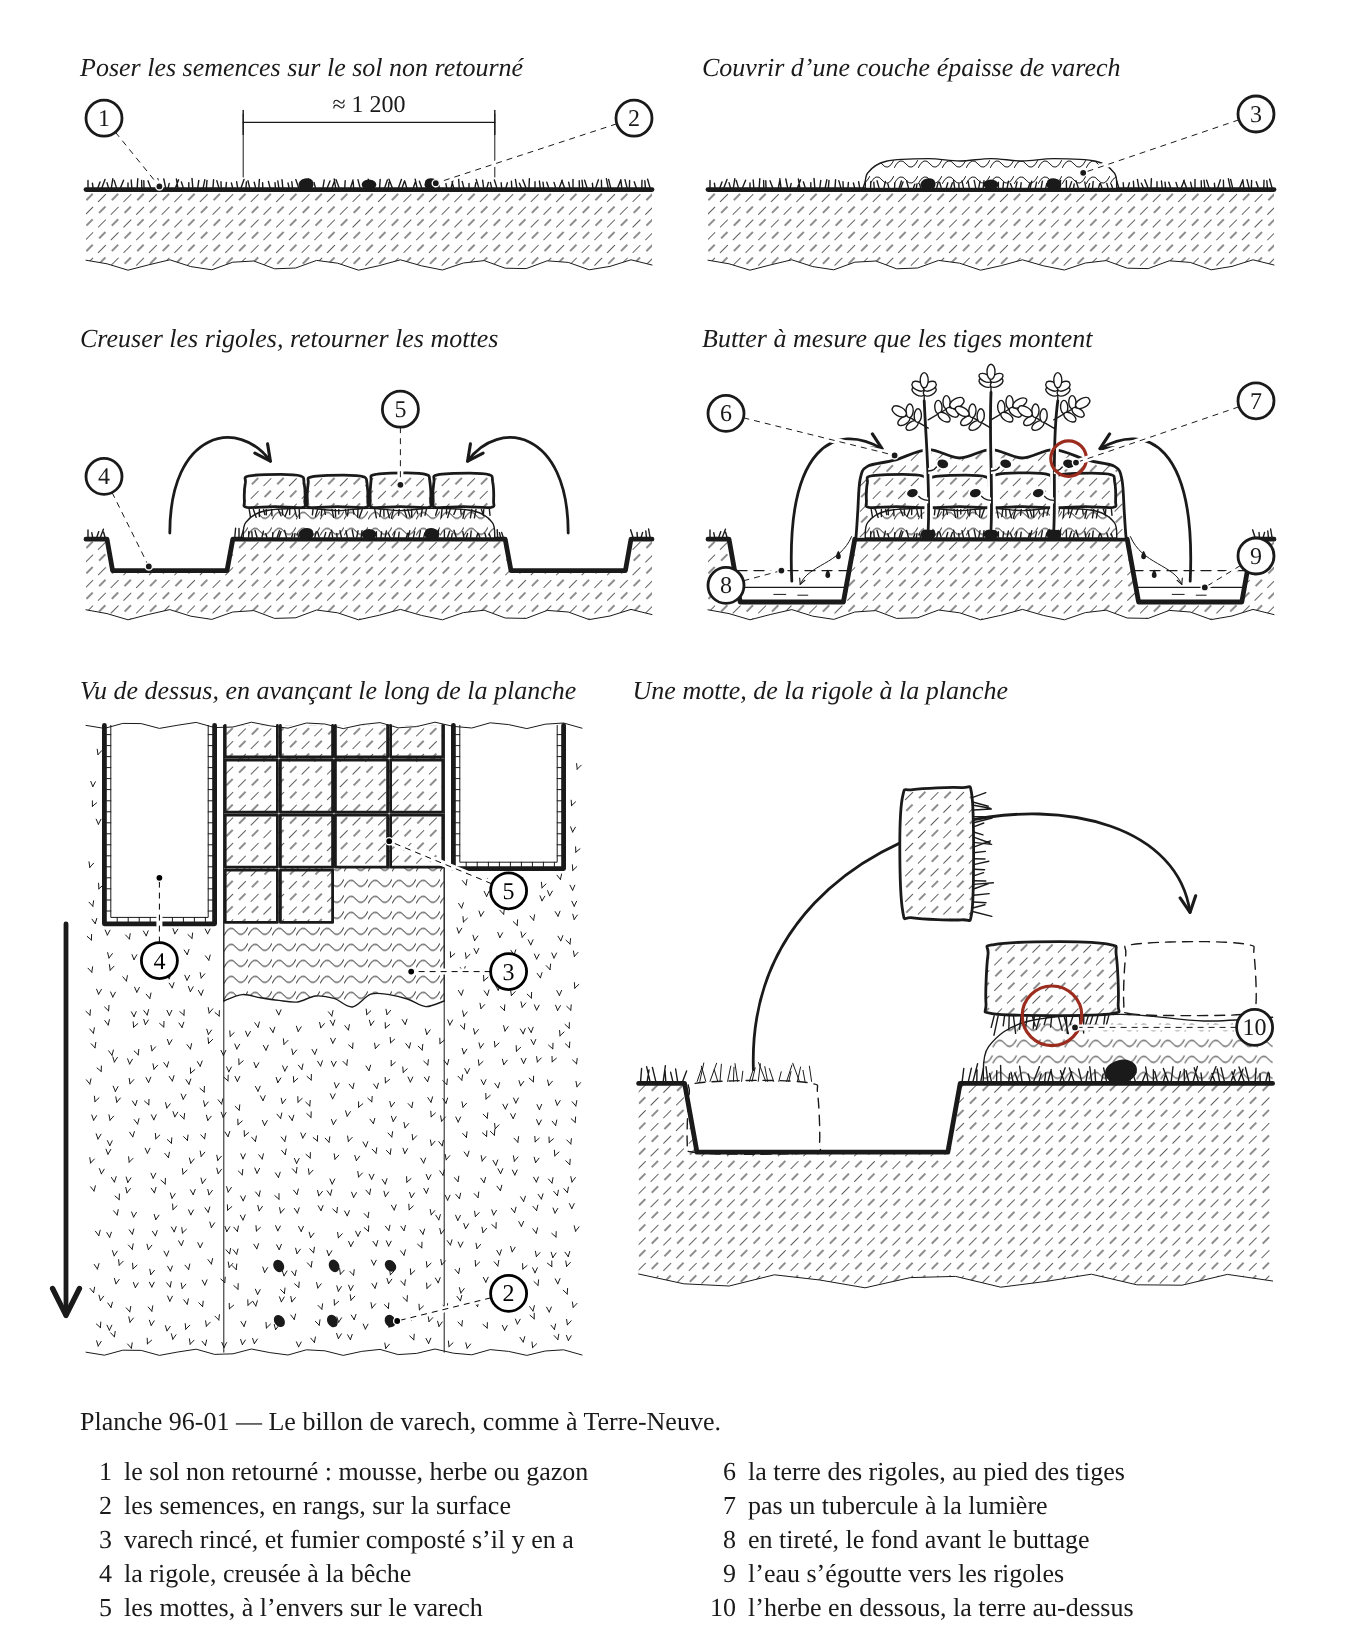 Poser les semences sur le sol non retourné
Couvrir d’une couche épaisse de varech
1
≈ 1 200
2
3
Creuser les rigoles, retourner les mottes
Butter à mesure que les tiges montent
4
5
6
7
8
9
Vu de dessus, en avançant le long de la planche
Une motte, de la rigole à la planche
5
4
3
2
10
Planche 96-01 — Le billon de varech, comme à Terre-Neuve.
1 le sol non retourné : mousse, herbe ou gazon
2 les semences, en rangs, sur la surface
3 varech rincé, et fumier composté s’il y en a
4 la rigole, creusée à la bêche
5 les mottes, à l’envers sur le varech
6 la terre des rigoles, au pied des tiges
7 pas un tubercule à la lumière
8 en tireté, le fond avant le buttage
9 l’eau s’égoutte vers les rigoles
10 l’herbe en dessous, la terre au-dessus